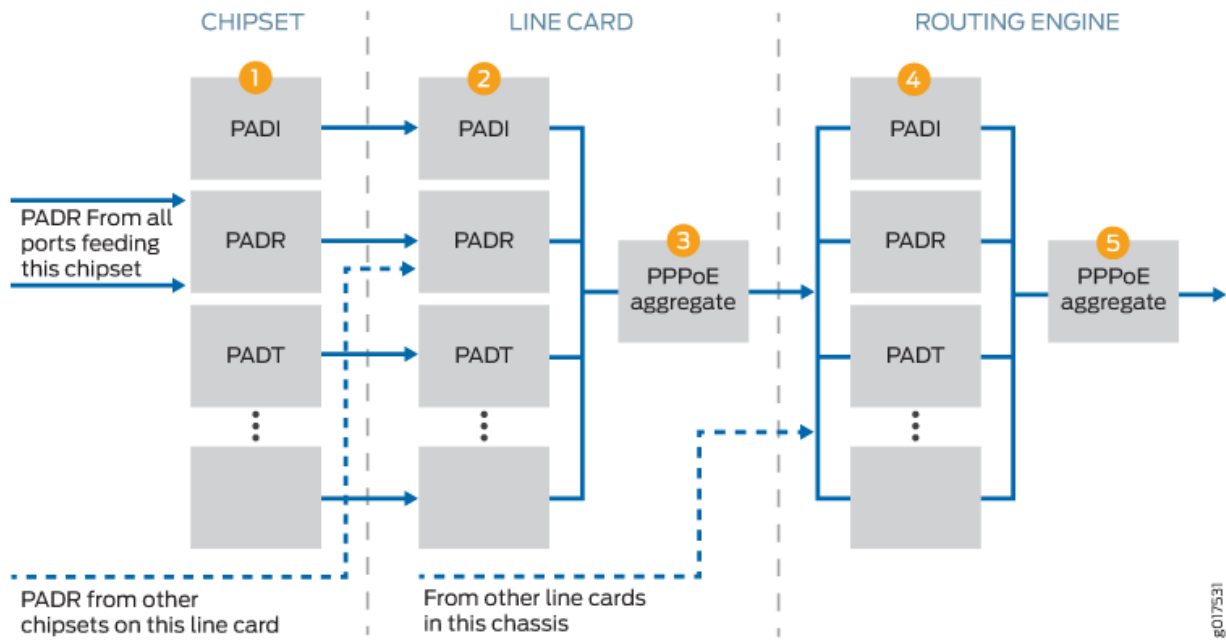 CHIPSET
LINE CARD
ROUTING ENGINE
1
2
4
PADI
PADI
PADI
PADR From all
ports feeding
this chipset
PADR
PADR
PADR
3
PPPoE
aggregate
5
PPPoE
aggregate
PADT
PADT
PADT
PADR from other
chipsets on this line card
From other line cards
in this chassis
g017531